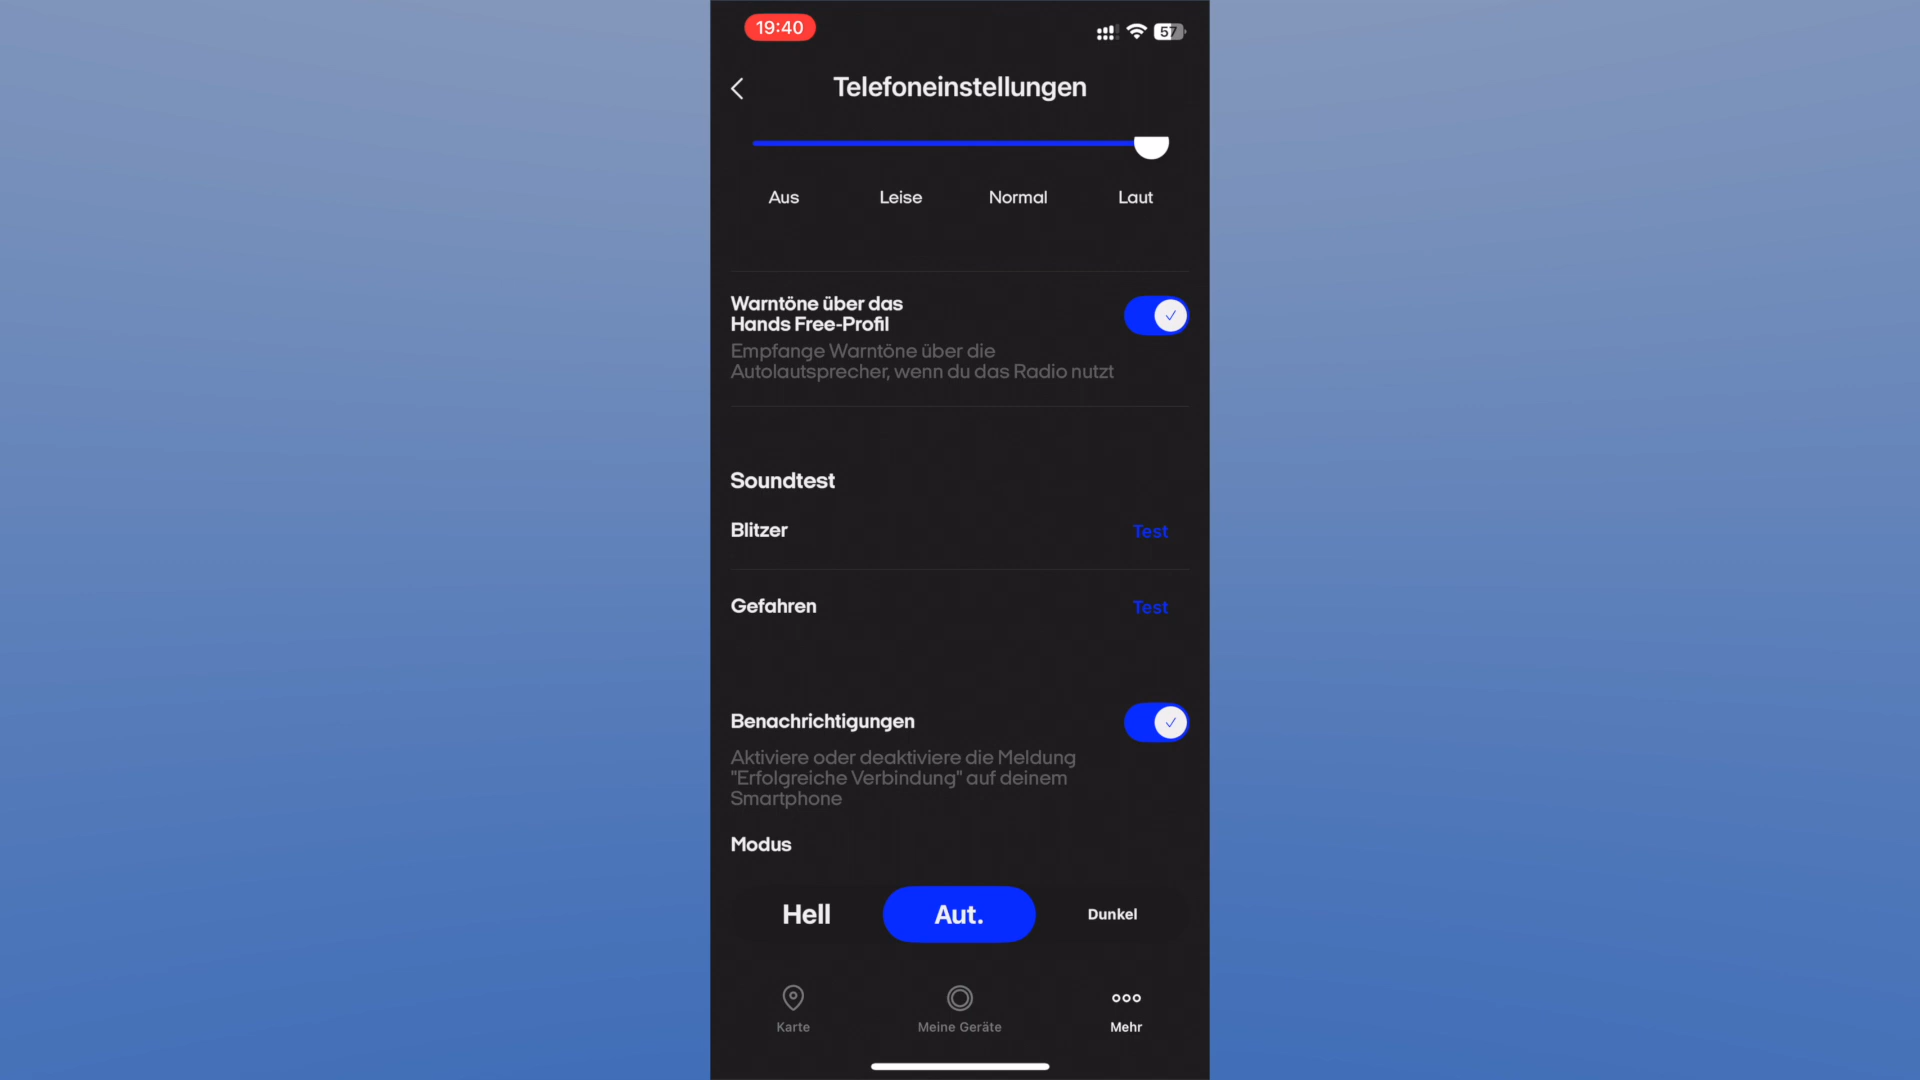 19:40
57
Telefoneinstellungen
Aus Leise Normal Laut
Warntöne über das
Hands Free-Profil
Empfange Warntöne über die
Autolautsprecher, wenn du das Radio nutzt
Soundtest
Blitzer Test
Gefahren Test
Benachrichtigungen
Aktiviere oder deaktiviere die Meldung
"Erfolgreiche Verbindung" auf deinem
Smartphone
Modus
Hell Aut. Dunkel
Karte Meine Geräte Mehr